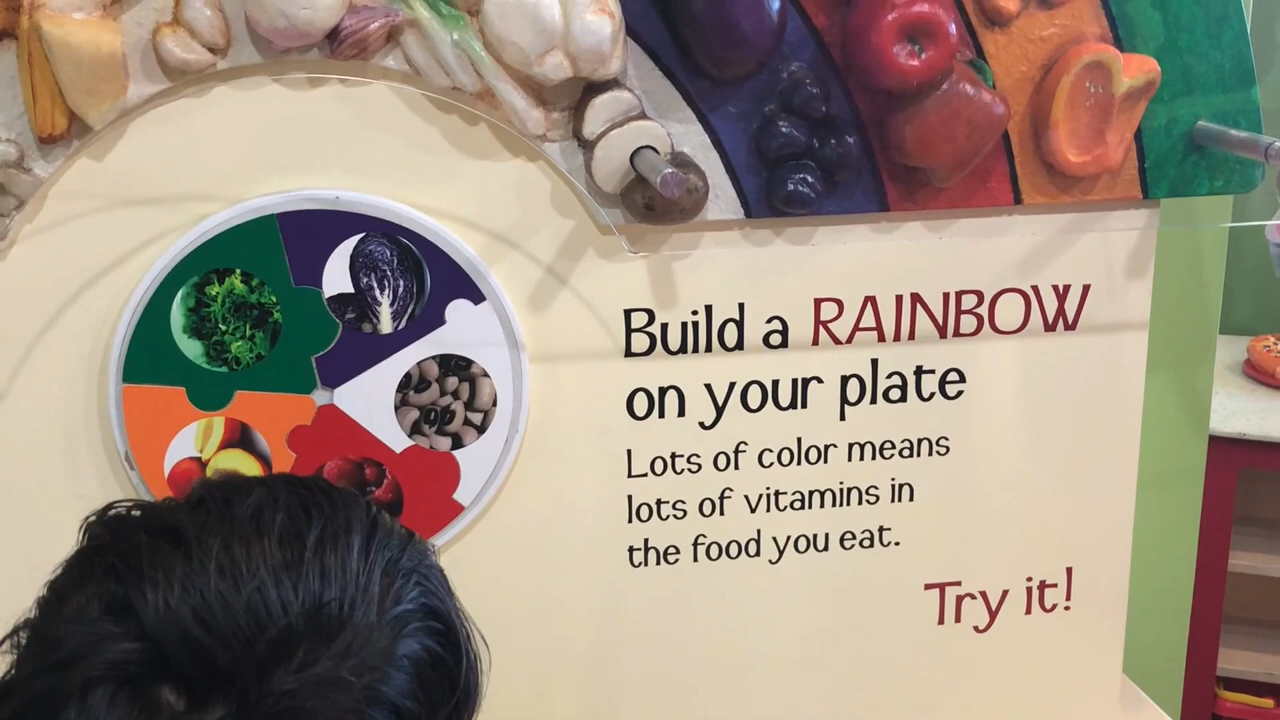 Build a RAINBOW
on your plate
Lots of color means
lots of vitamins in
the food you eat.
Try it!